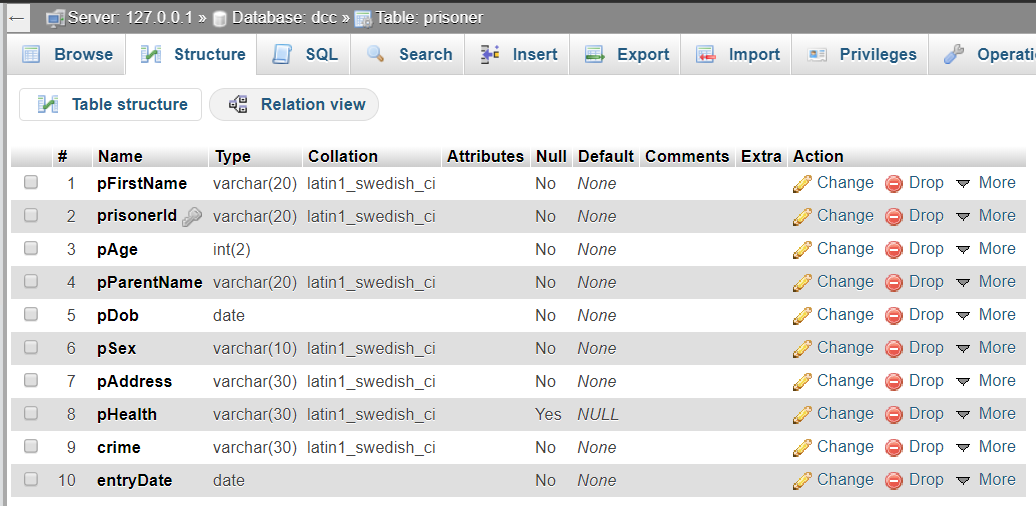 ← Server: 127.0.0.1 » Database: dcc » Table: prisoner
Browse Structure SQL Search Insert Export Import Privileges Operati
Table structure Relation view
# Name Type Collation Attributes Null Default Comments Extra Action
1 pFirstName varchar(20) latin1_swedish_ci No None Change Drop More
2 prisonerId varchar(20) latin1_swedish_ci No None Change Drop More
3 pAge int(2) No None Change Drop More
4 pParentName varchar(20) latin1_swedish_ci No None Change Drop More
5 pDob date No None Change Drop More
6 pSex varchar(10) latin1_swedish_ci No None Change Drop More
7 pAddress varchar(30) latin1_swedish_ci No None Change Drop More
8 pHealth varchar(30) latin1_swedish_ci Yes NULL Change Drop More
9 crime varchar(30) latin1_swedish_ci No None Change Drop More
10 entryDate date No None Change Drop More